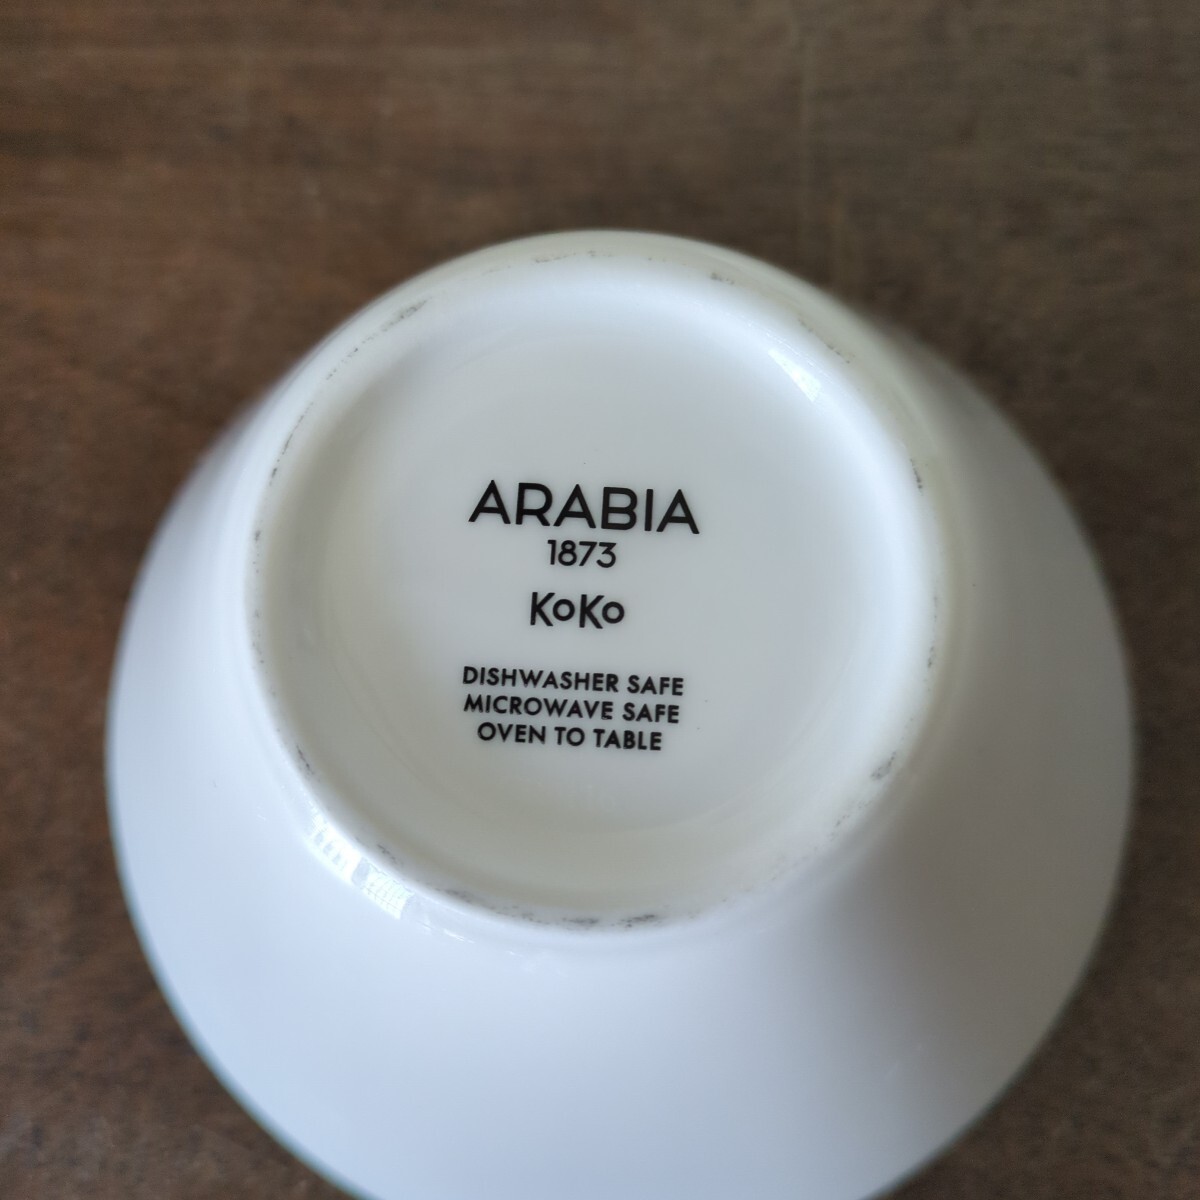 ARABIA
1873
KoKo
DISHWASHER SAFE
MICROWAVE SAFE
OVEN TO TABLE